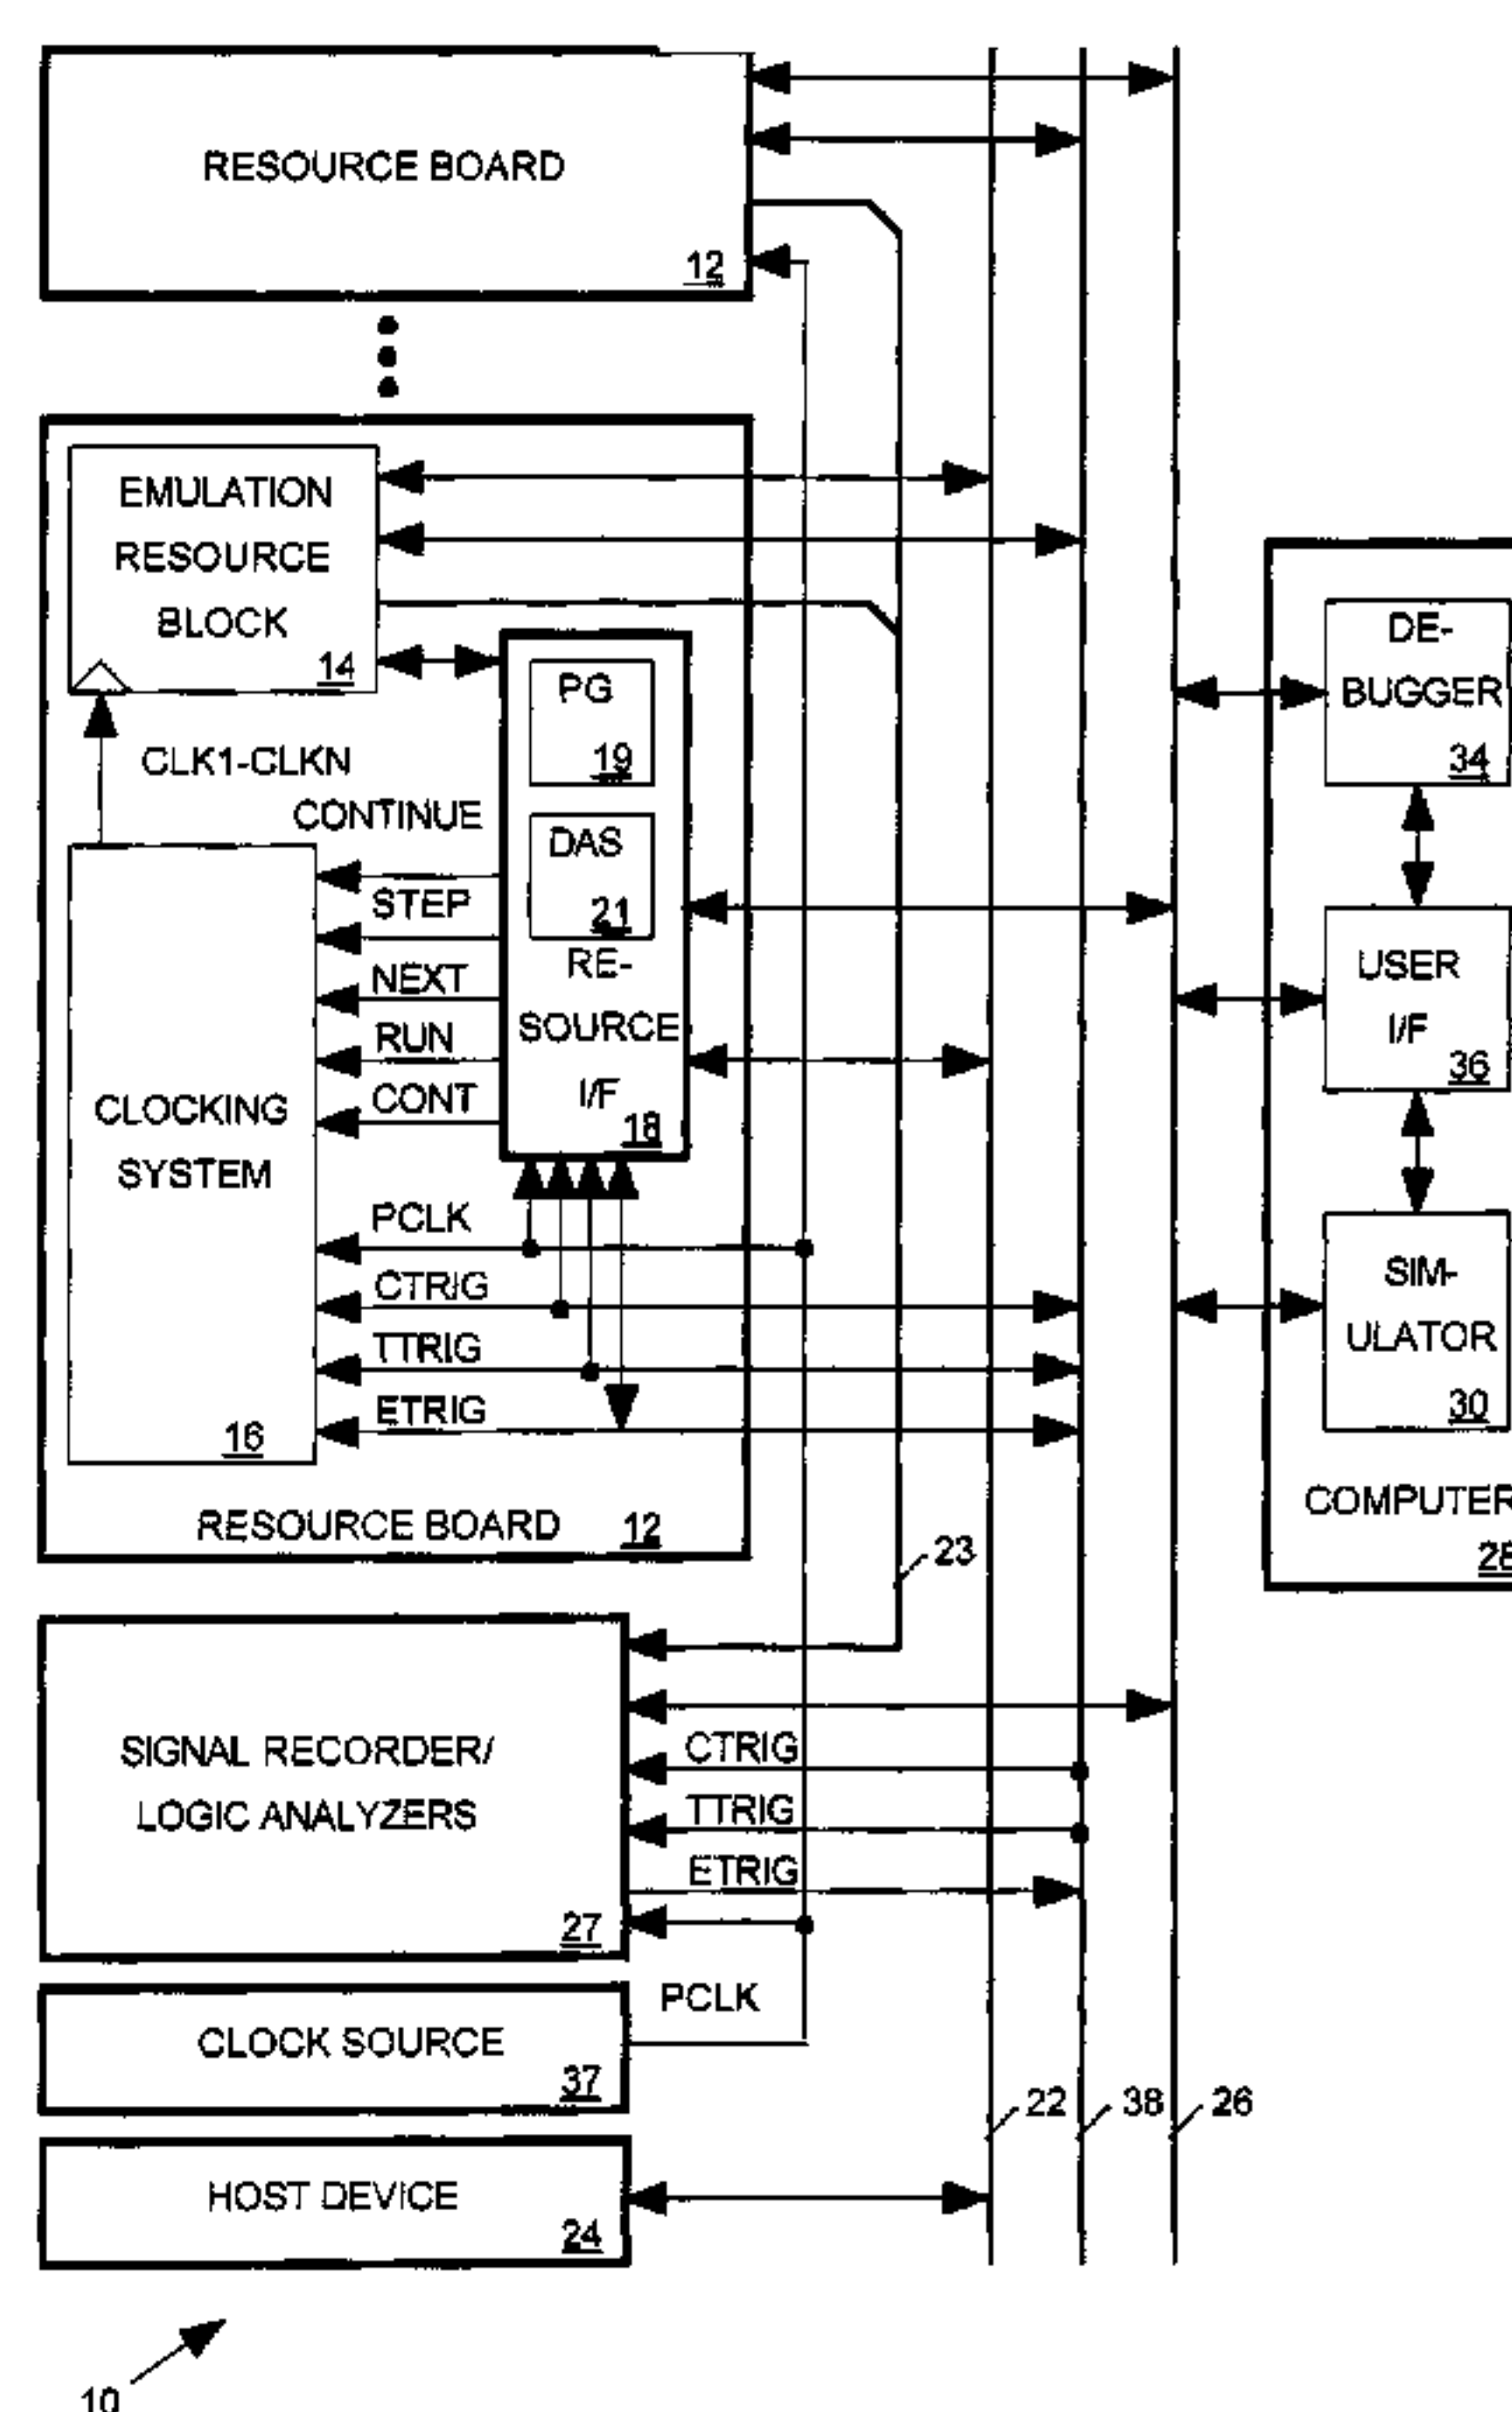 RESOURCE BOARD
12
EMULATION
RESOURCE
BLOCK
14
CLK1-CLKN
CONTINUE
STEP
NEXT
RUN
CONT
PG
19
DAS
21
RE-
SOURCE
I/F
18
CLOCKING
SYSTEM
16
PCLK
CTRIG
TTRIG
ETRIG
RESOURCE BOARD
12
DE-
BUGGER
34
USER
I/F
36
SIM-
ULATOR
30
COMPUTER
28
23
SIGNAL RECORDER/
LOGIC ANALYZERS
27
CTRIG
TTRIG
ETRIG
PCLK
CLOCK SOURCE
37
HOST DEVICE
24
22
38
26
10